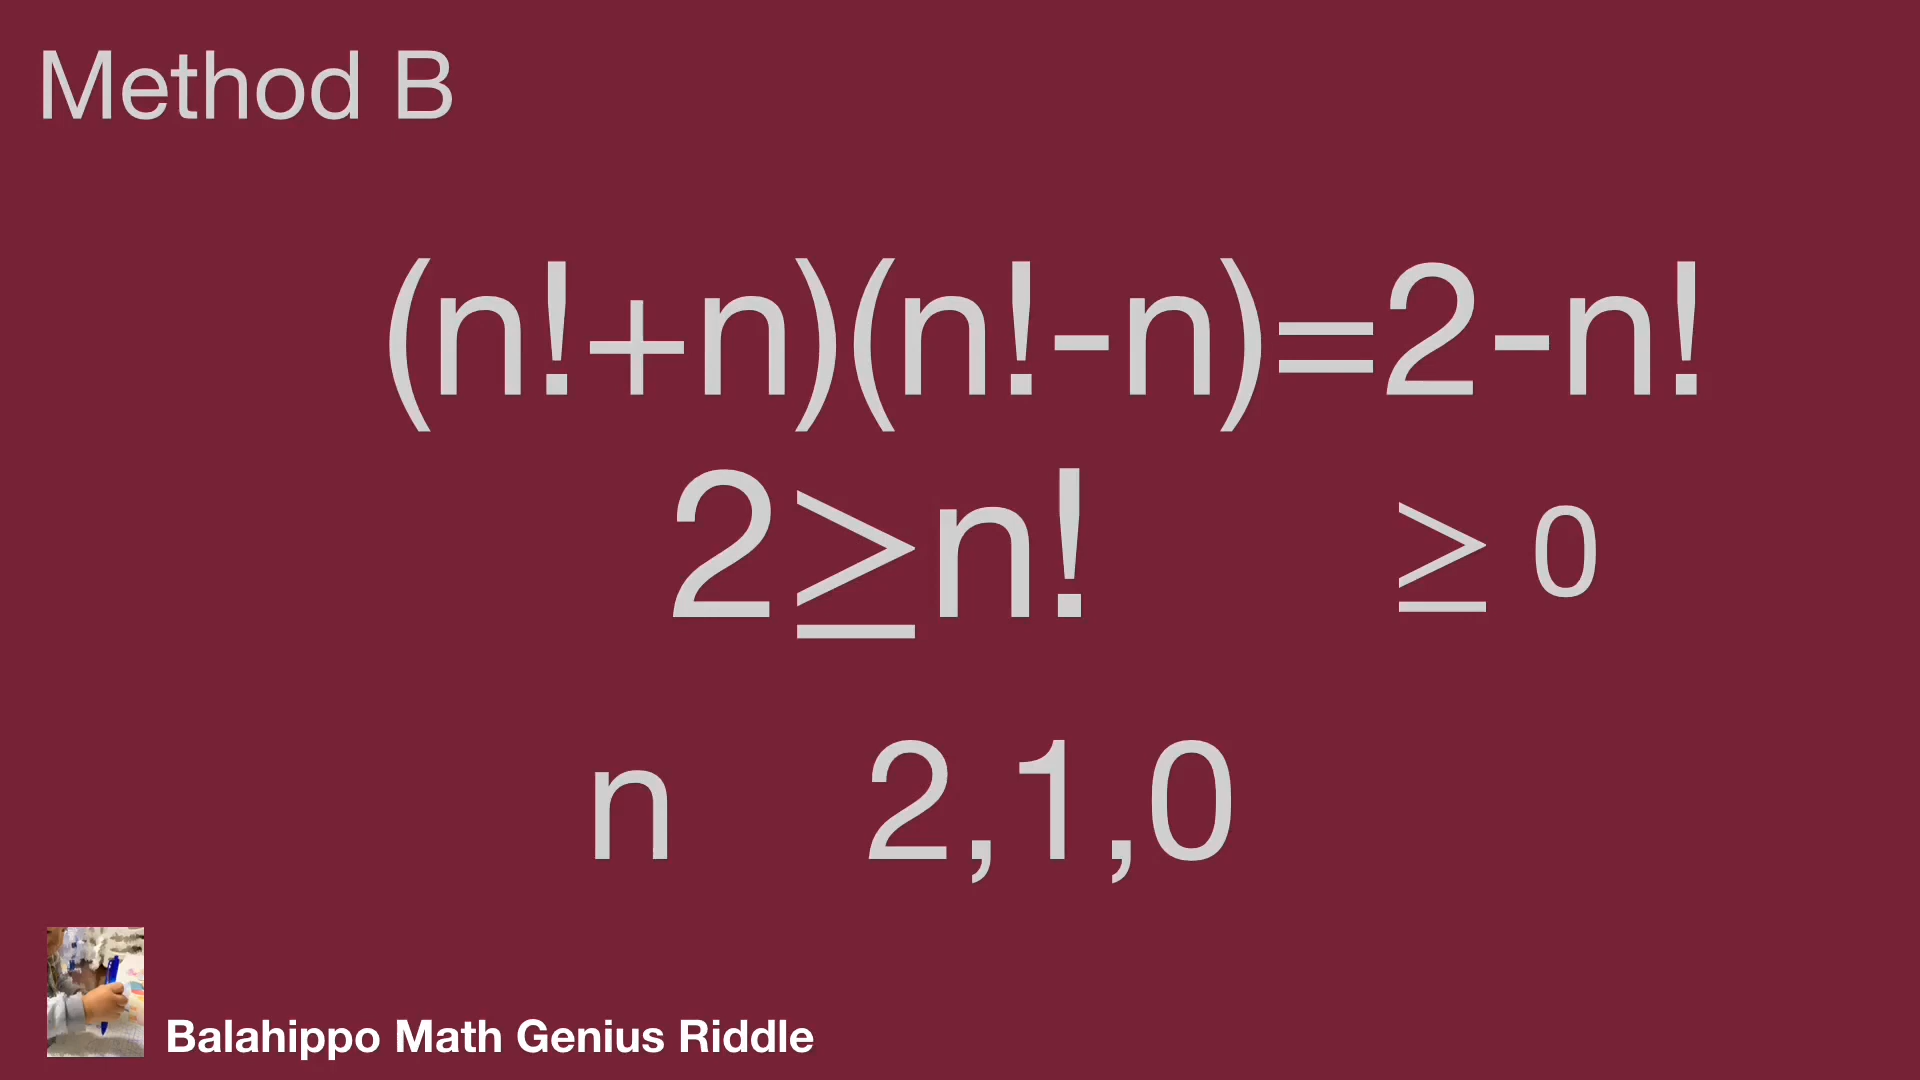 Method B
(n!+n)(n!-n)=2-n!
2≥n! ≥ 0
n 2,1,0
Balahippo Math Genius Riddle